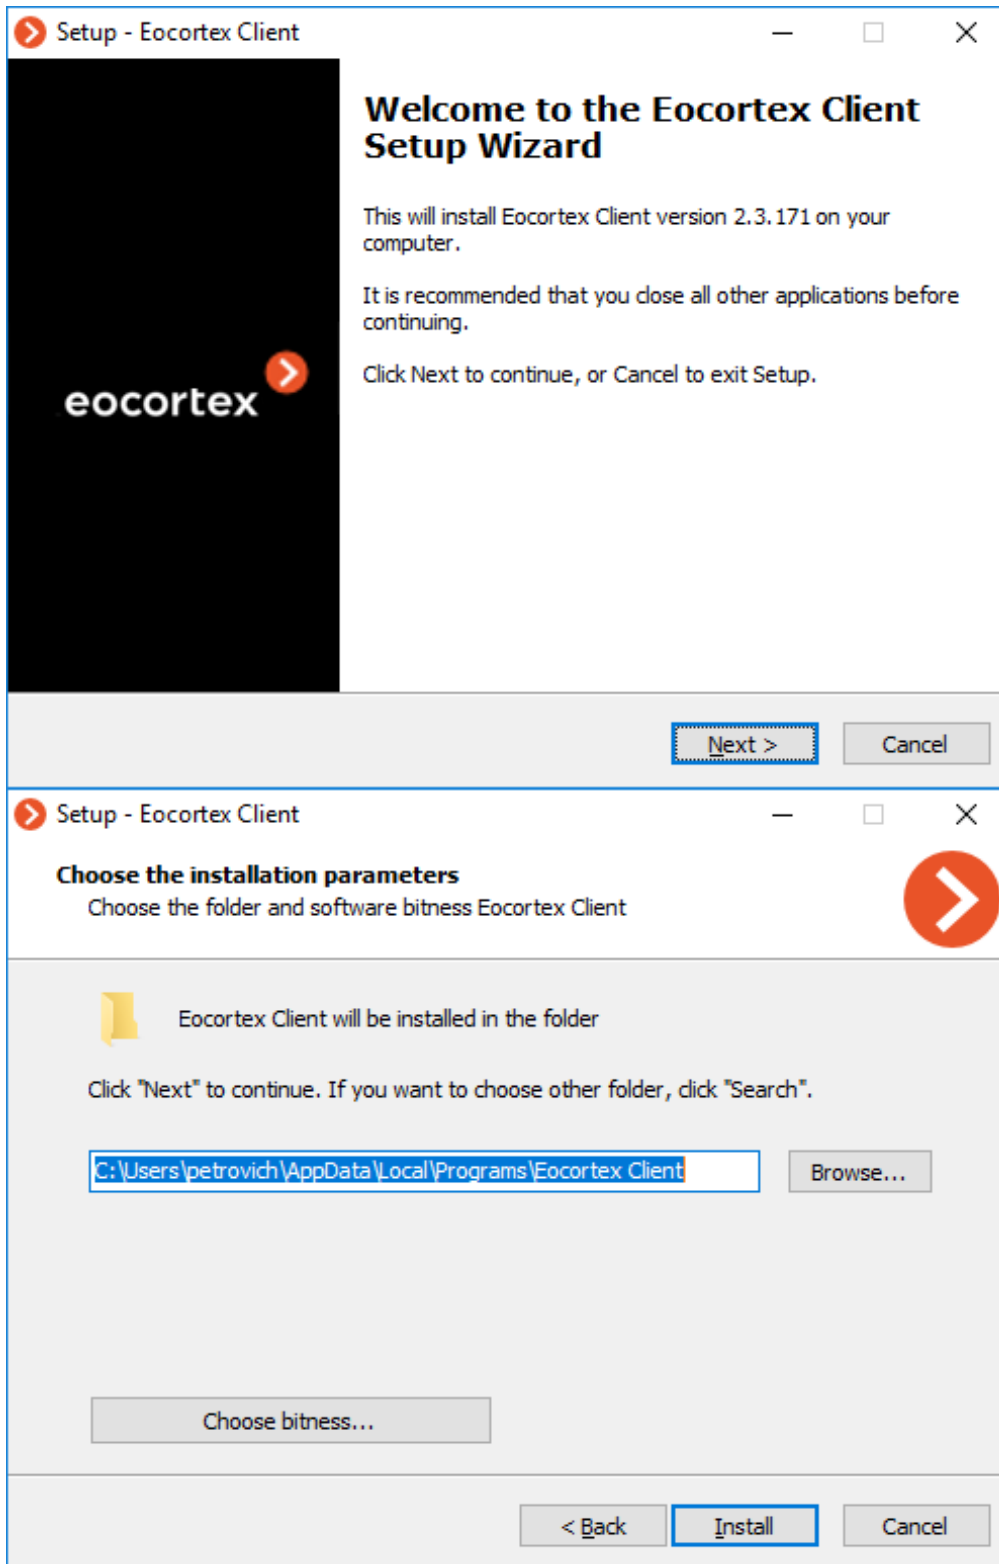 Setup - Eocortex Client
Welcome to the Eocortex Client
Setup Wizard
This will install Eocortex Client version 2.3.171 on your
computer.
It is recommended that you close all other applications before
continuing.
Click Next to continue, or Cancel to exit Setup.
eocortex
Next >
Cancel
Setup - Eocortex Client
Choose the installation parameters
Choose the folder and software bitness Eocortex Client
Eocortex Client will be installed in the folder
Click "Next" to continue. If you want to choose other folder, click "Search".
C:\Users\petrovich\AppData\Local\Programs\Eocortex Client
Browse...
Choose bitness...
< Back
Install
Cancel